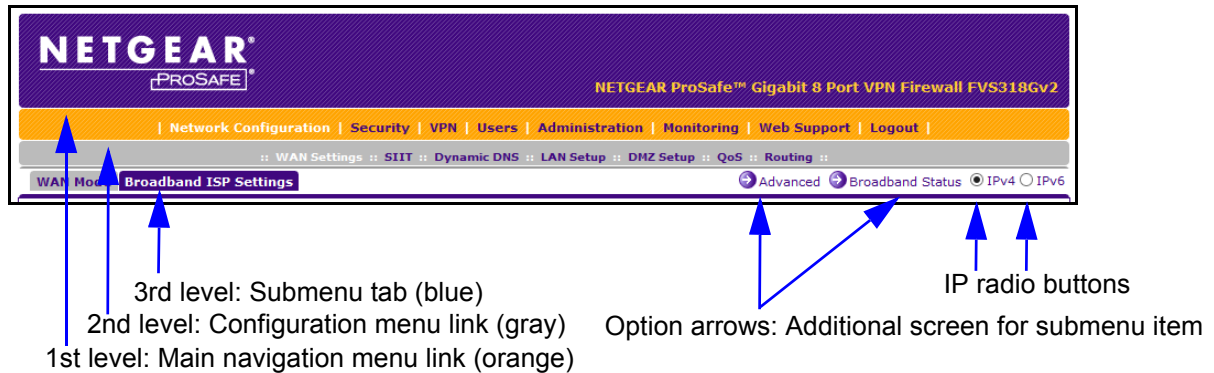 NETGEAR®
PROSAFE®
NETGEAR ProSafe™ Gigabit 8 Port VPN Firewall FVS318Gv2
| Network Configuration | Security | VPN | Users | Administration | Monitoring | Web Support | Logout |
:: WAN Settings :: SIIT :: Dynamic DNS :: LAN Setup :: DMZ Setup :: QoS :: Routing ::
WAN Mode Broadband ISP Settings Advanced Broadband Status IPv4 IPv6
3rd level: Submenu tab (blue)
IP radio buttons
2nd level: Configuration menu link (gray)
Option arrows: Additional screen for submenu item
1st level: Main navigation menu link (orange)